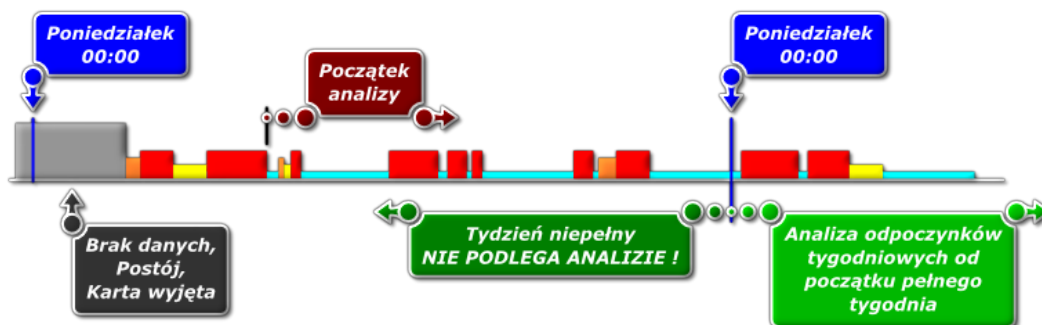 Poniedziałek
00:00
Początek
analizy
Poniedziałek
00:00
Brak danych,
Postój,
Karta wyjęta
Tydzień niepełny
NIE PODLEGA ANALIZIE !
Analiza odpoczynków
tygodniowych od
początku pełnego
tygodnia